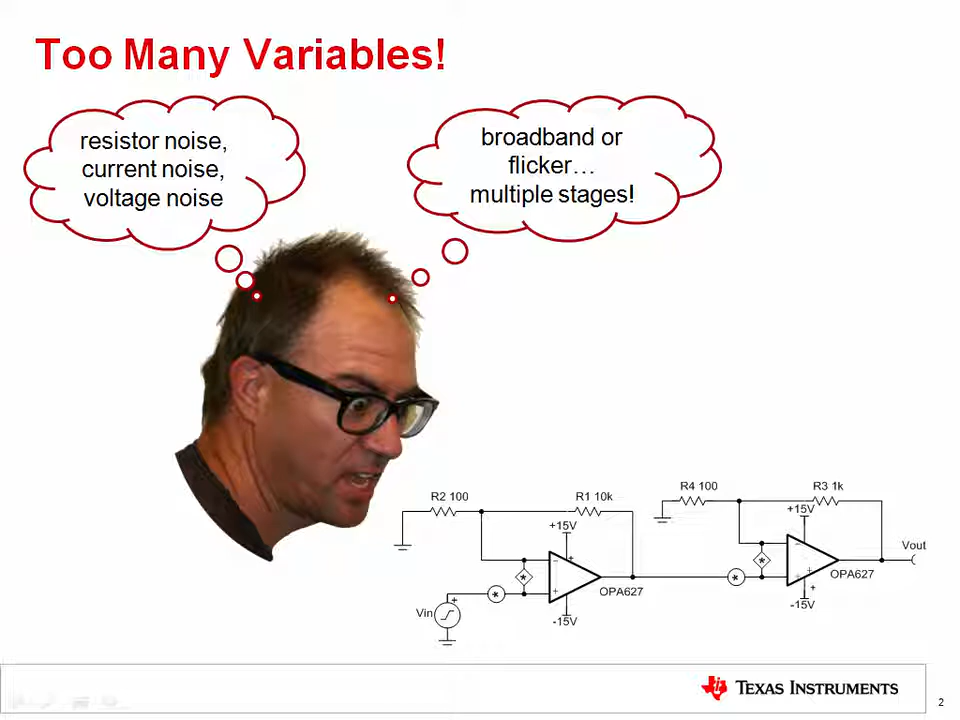 Too Many Variables!
resistor noise,
current noise,
voltage noise
broadband or
flicker…
multiple stages!
R2 100
R1 10k
+15V
OPA627
-15V
Vin
R4 100
R3 1k
+15V
Vout
OPA627
-15V
TEXAS INSTRUMENTS
2